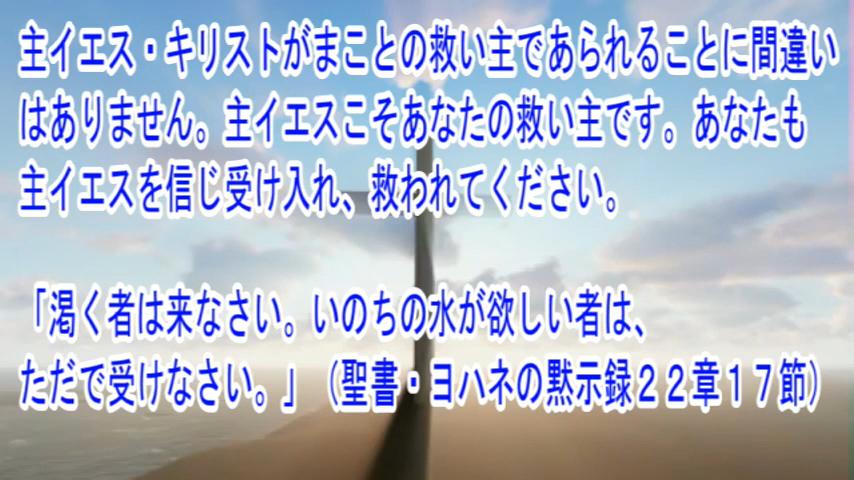 主イエス・キリストがまことの救い主であられることに間違い
はありません。主イエスこそあなたの救い主です。あなたも
主イエスを信じ受け入れ、救われてください。
「渇く者は来なさい。いのちの水が欲しい者は、
ただで受けなさい。」（聖書・ヨハネの黙示録２２章１７節）